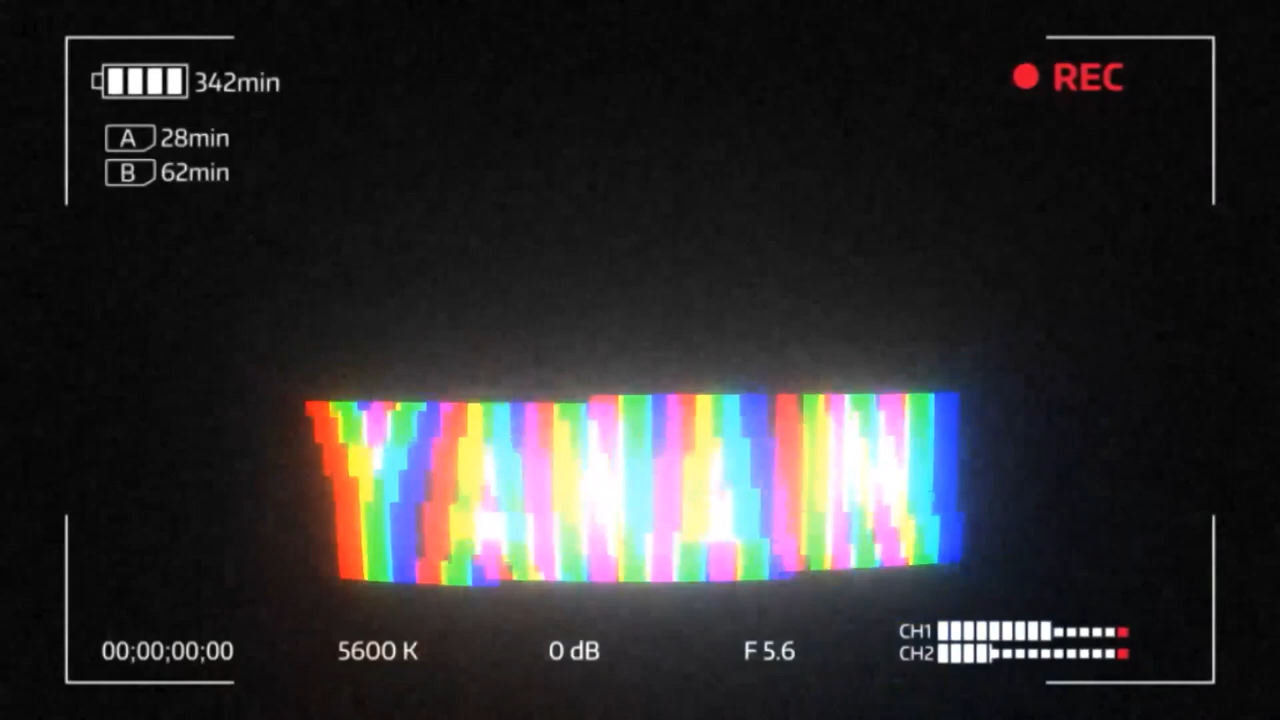 342min
REC
A 28min
B 62min
00;00;00;00
5600 K
0 dB
F 5.6
CH1
CH2